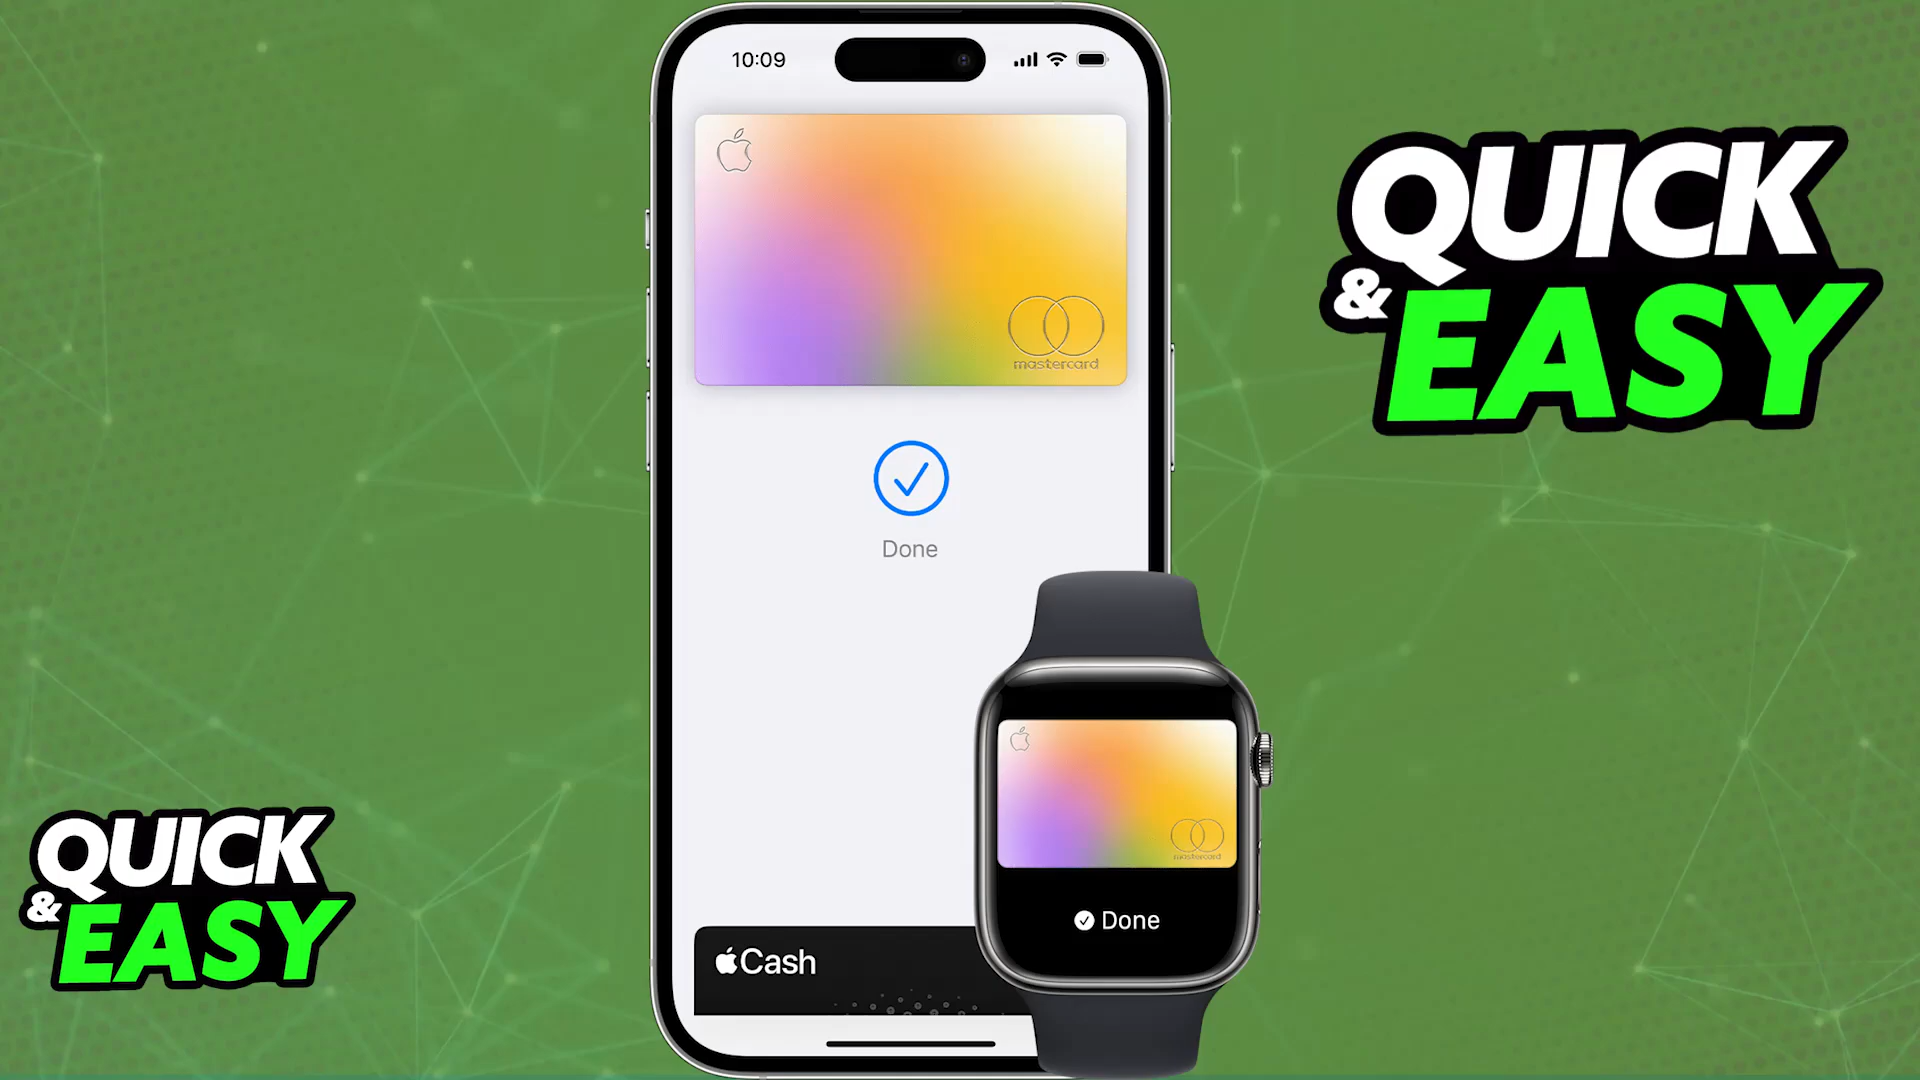 10:09
mastercard
Done
Cash
mastercard
Done
QUICK
& EASY
QUICK
& EASY